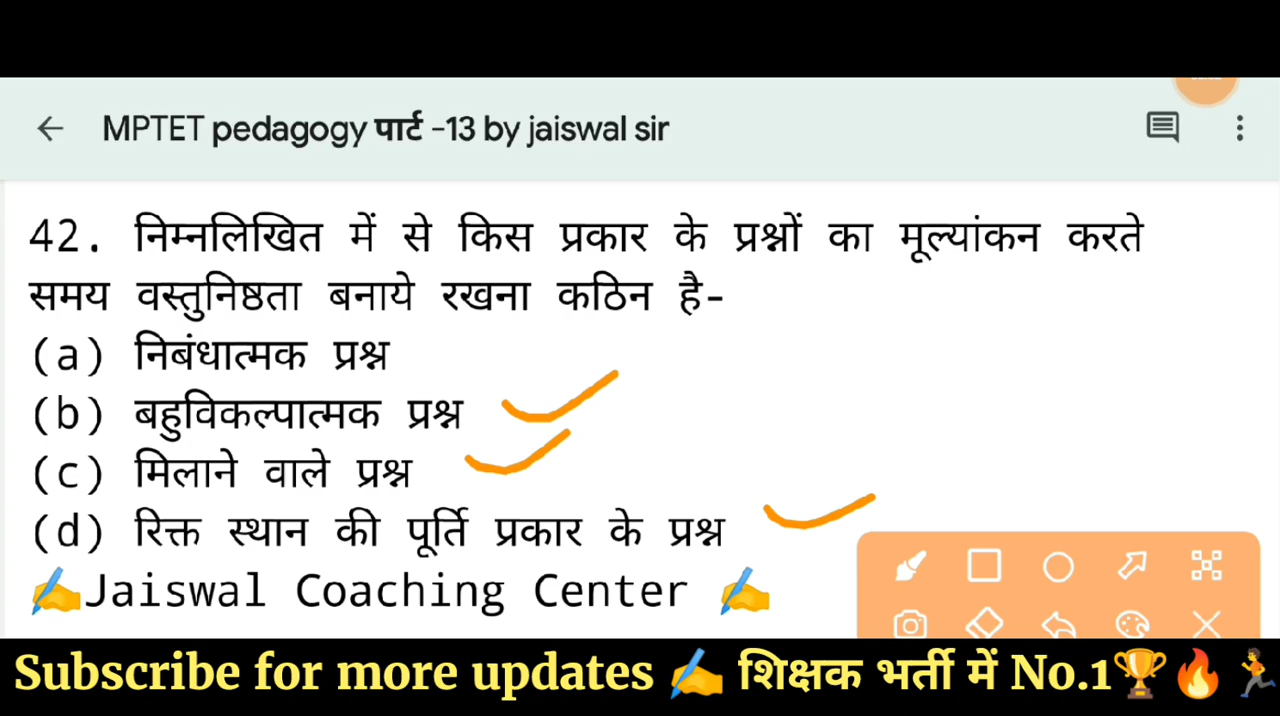 MPTET pedagogy पार्ट -13 by jaiswal sir
42. निम्नलिखित में से किस प्रकार के प्रश्नों का मूल्यांकन करते
समय वस्तुनिष्ठता बनाये रखना कठिन है-
(a) निबंधात्मक प्रश्न
(b) बहुविकल्पात्मक प्रश्न
(c) मिलाने वाले प्रश्न
(d) रिक्त स्थान की पूर्ति प्रकार के प्रश्न
✍️Jaiswal Coaching Center ✍️
Subscribe for more updates ✍️ शिक्षक भर्ती में No.1🏆🔥🏃